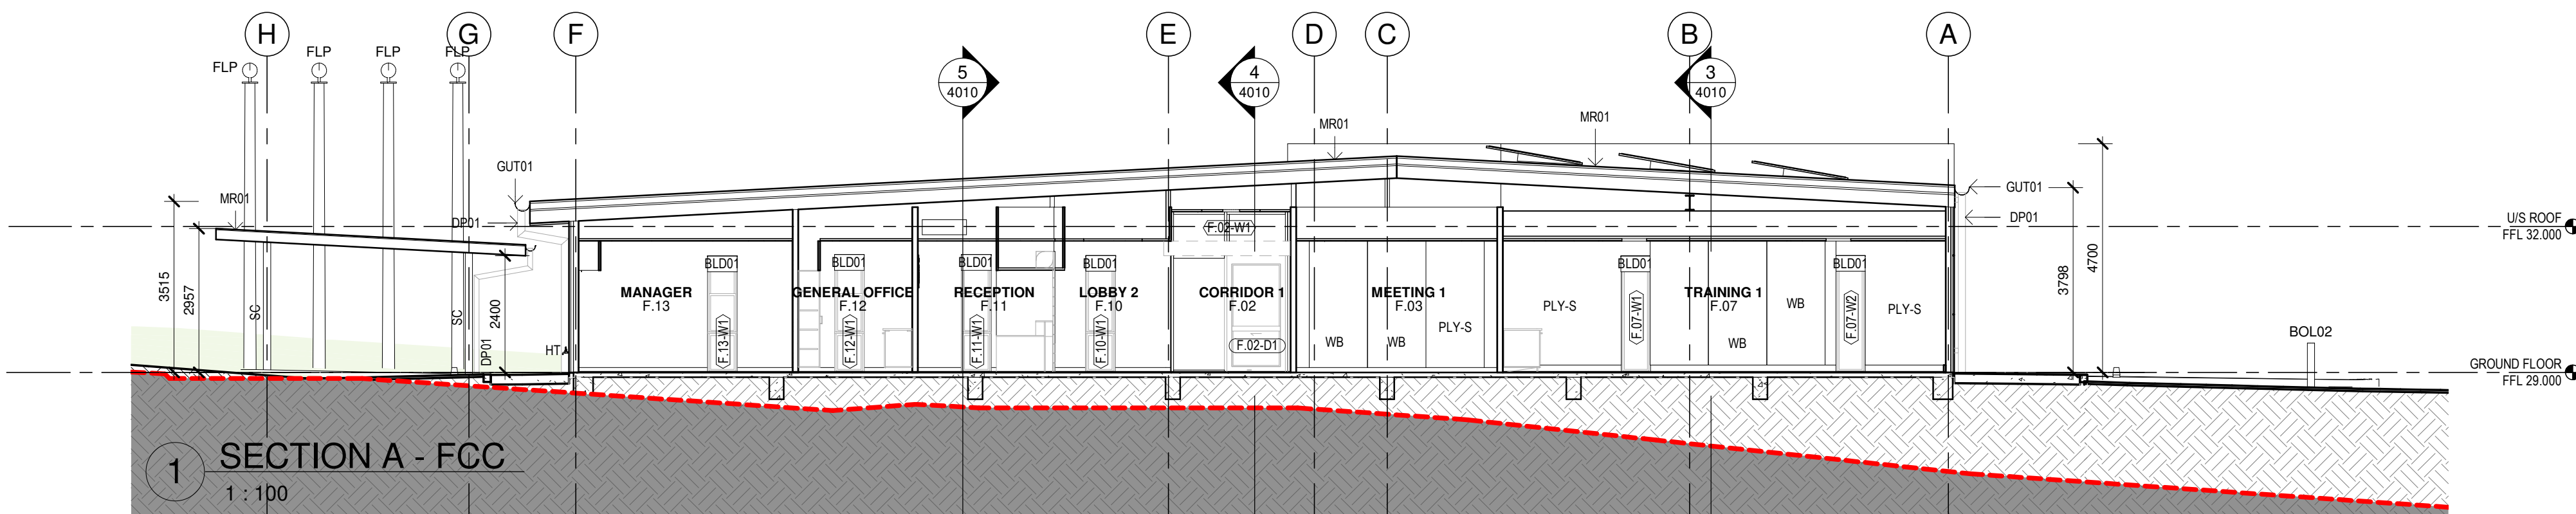 H
G
F
E
D
C
B
A
FLP
FLP
FLP
FLP
5
4010
4
4010
3
4010
MR01
MR01
GUT01
MR01
DP01
GUT01
DP01
U/S ROOF
FFL 32.000
F.02-W1
3515
2957
SC
SC
2400
DP01
HT
BLD01
BLD01
BLD01
BLD01
BLD01
BLD01
MANAGER
F.13
GENERAL OFFICE
F.12
RECEPTION
F.11
LOBBY 2
F.10
CORRIDOR 1
F.02
MEETING 1
F.03
TRAINING 1
F.07
F.13-W1
F.12-W1
F.11-W1
F.10-W1
F.02-D1
WB
WB
PLY-S
PLY-S
F.07-W1
WB
WB
F.07-W2
PLY-S
3798
4700
BOL02
GROUND FLOOR
FFL 29.000
1
SECTION A - FCC
1 : 100